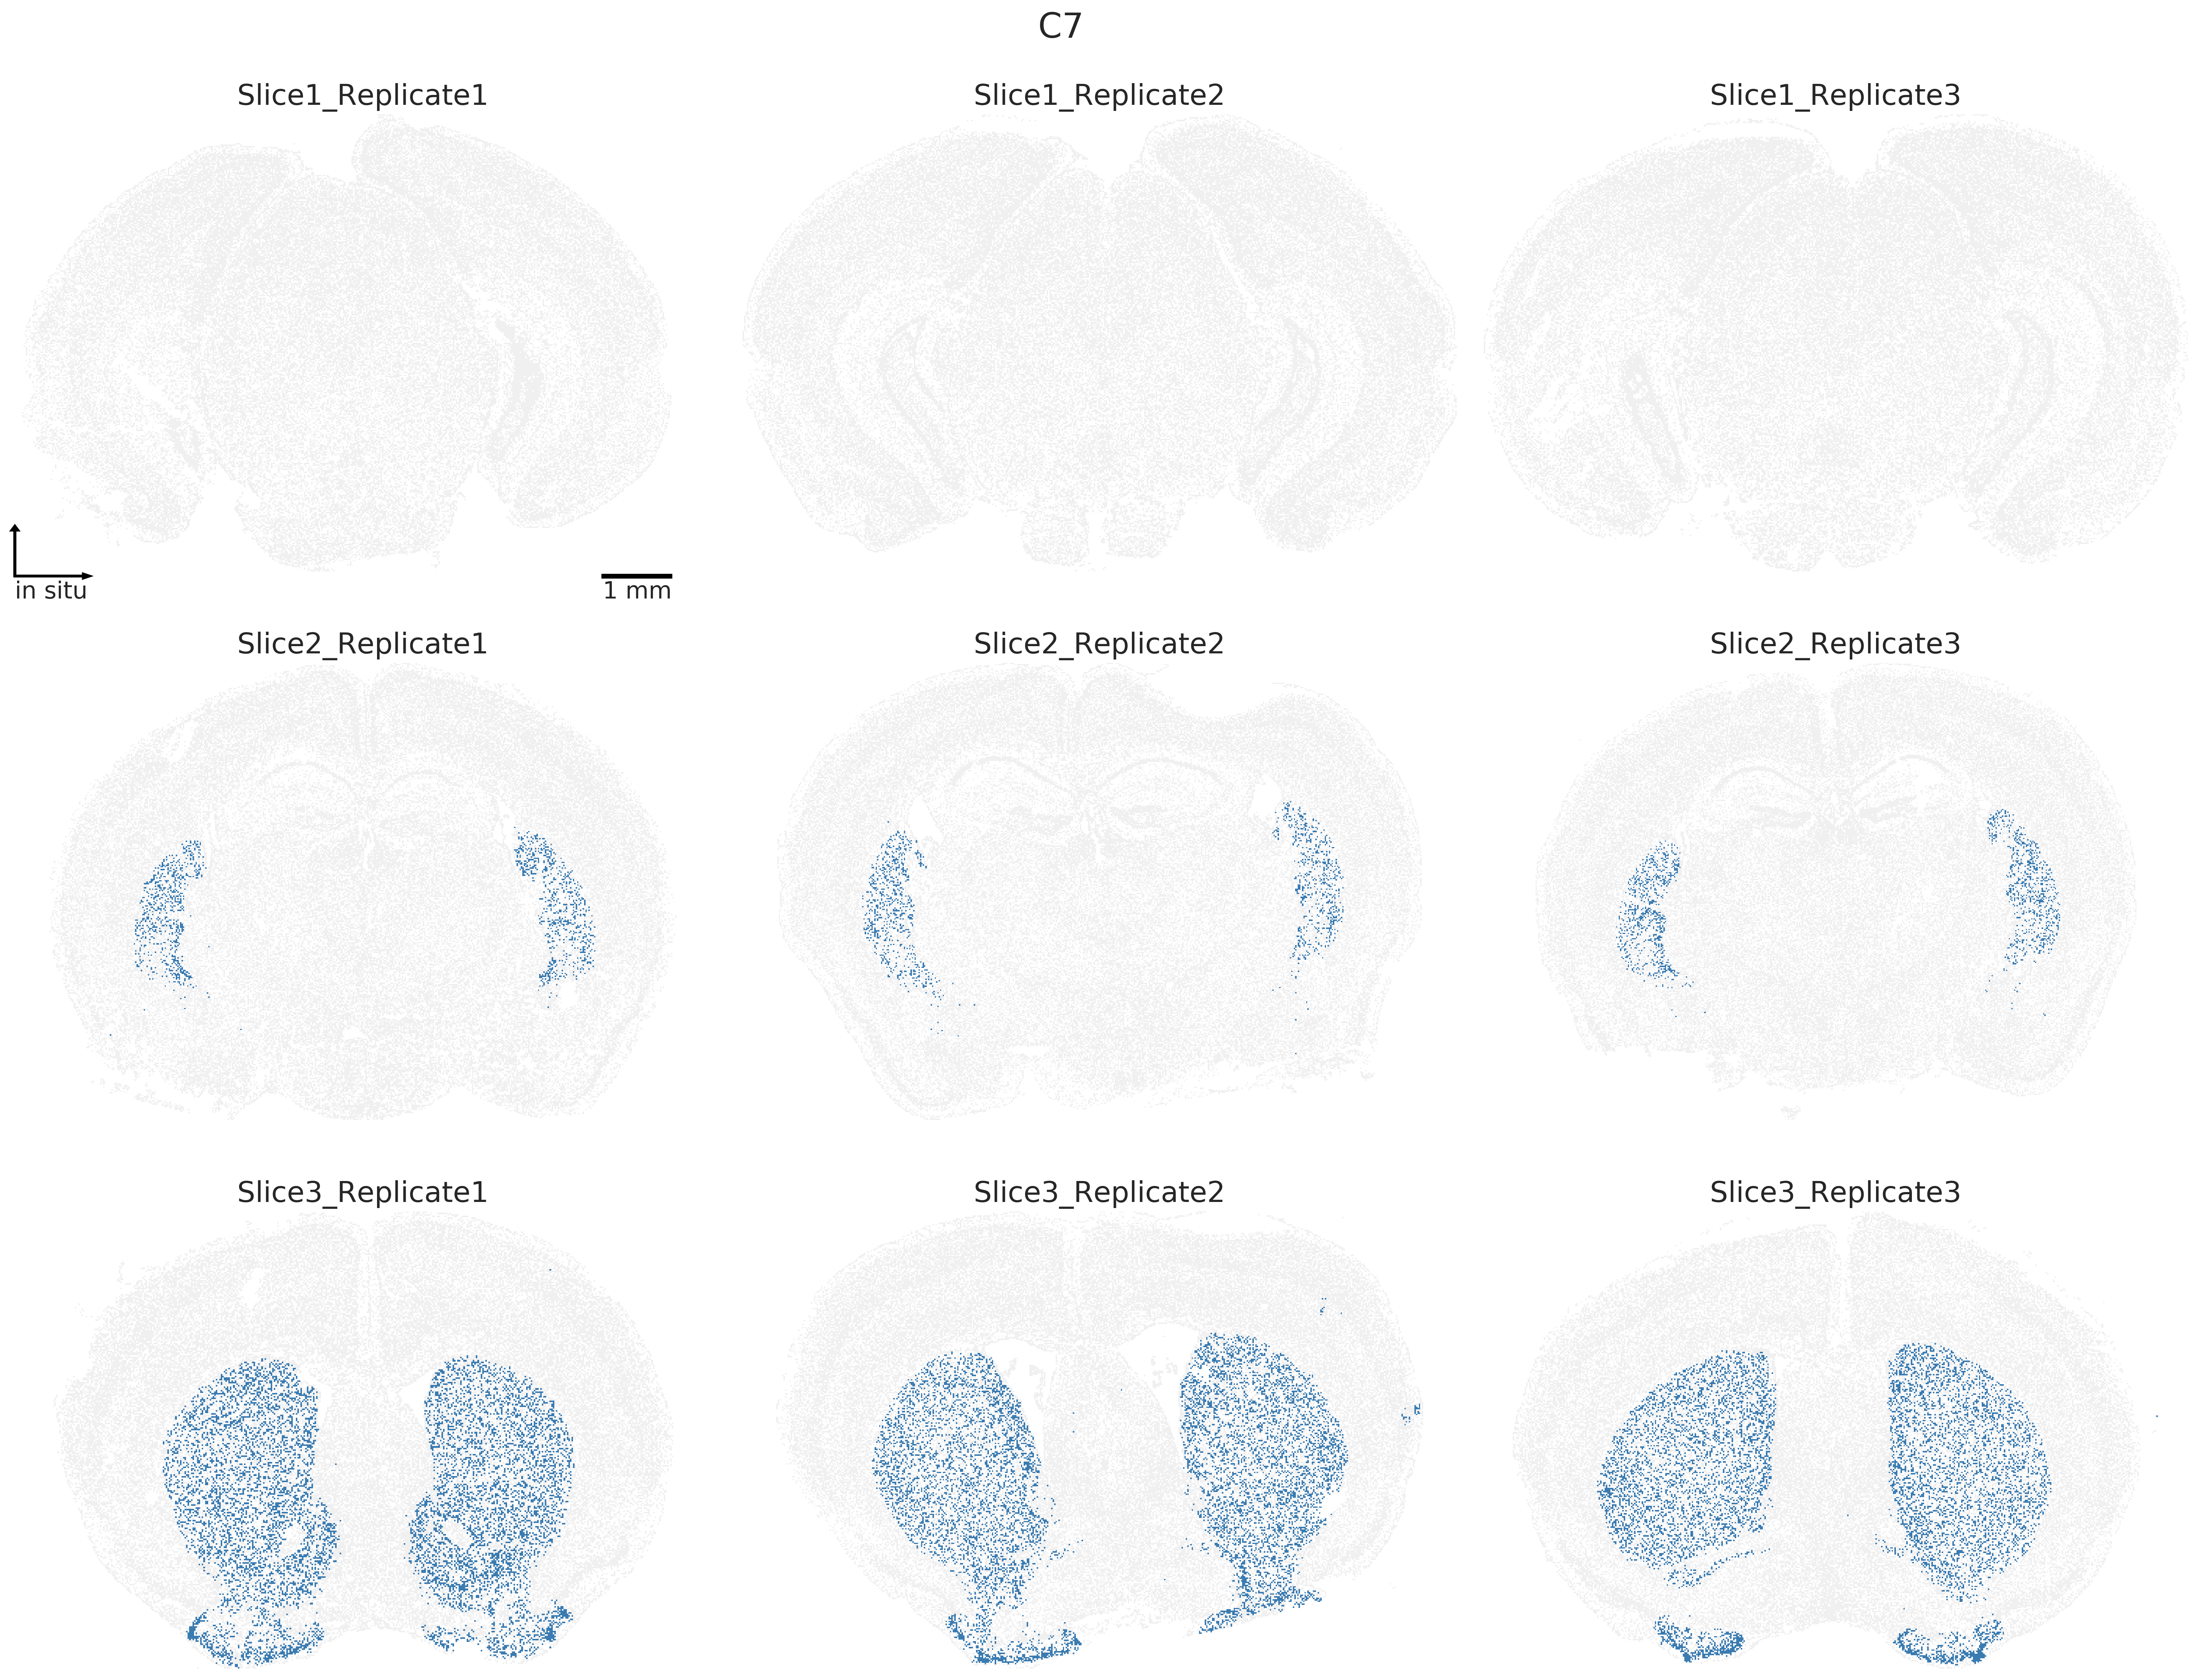 C7
Slice1_Replicate1
Slice1_Replicate2
Slice1_Replicate3
in situ
1 mm
Slice2_Replicate1
Slice2_Replicate2
Slice2_Replicate3
Slice3_Replicate1
Slice3_Replicate2
Slice3_Replicate3